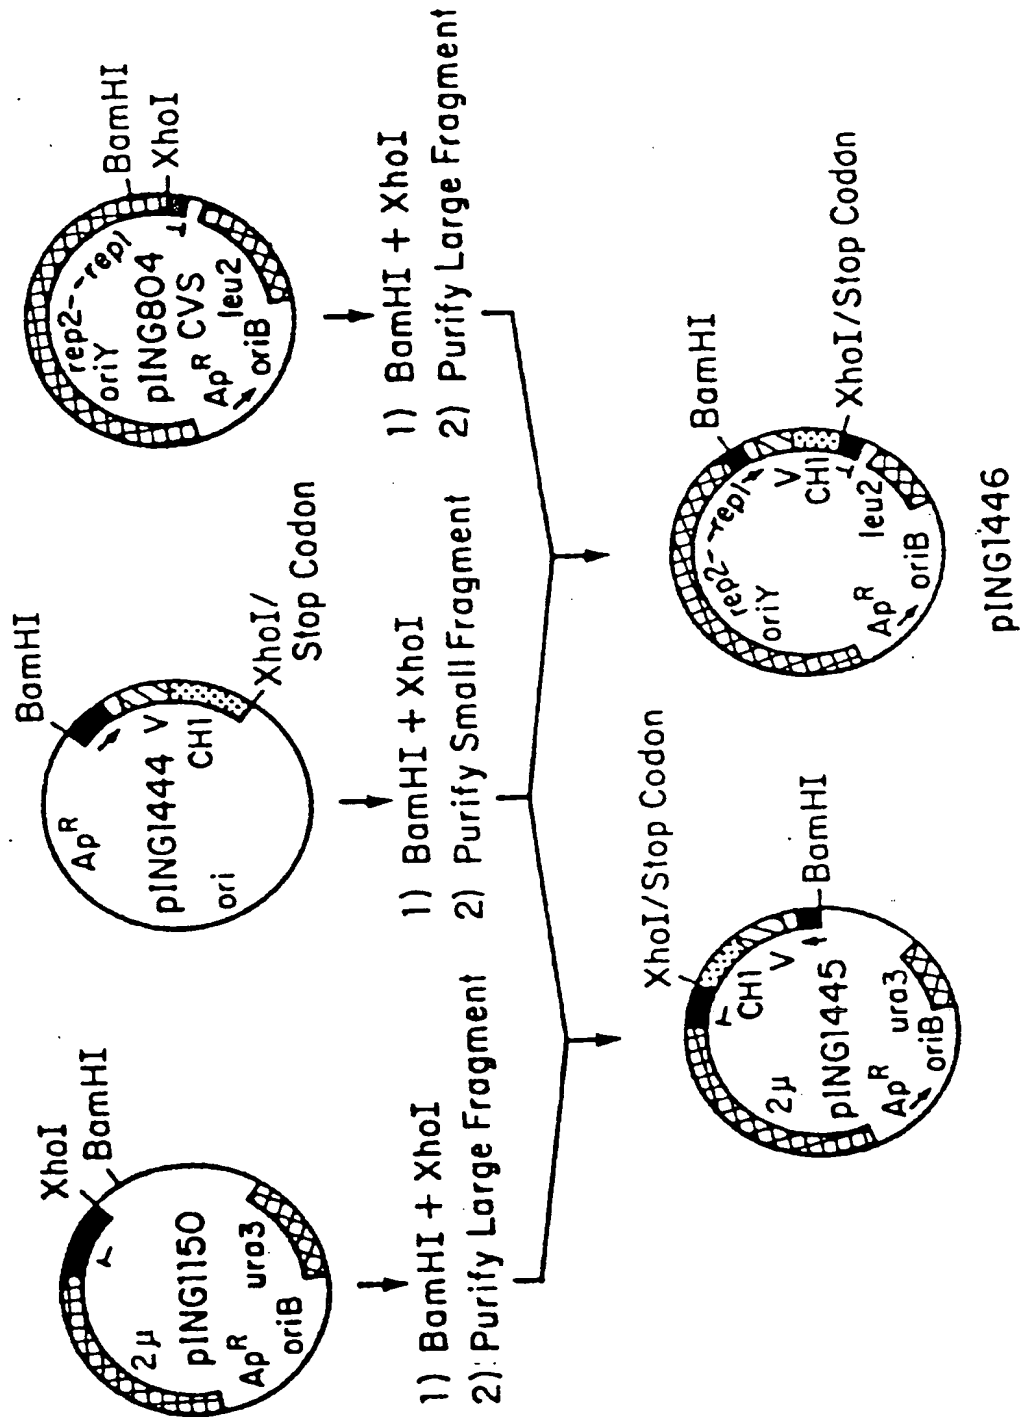 XhoI
BamHI
2μ
pING1150
Ap^R
ura3
oriB
1) BamHI + XhoI
2) Purify Large Fragment
BamHI
Ap^R
pING1444
V
CH1
ori
XhoI/
Stop Codon
1) BamHI + XhoI
2) Purify Small Fragment
BamHI
XhoI
rep2---rep1
oriY
pING804
CVS
Ap^R
leu2
oriB
1) BamHI + XhoI
2) Purify Large Fragment
XhoI/Stop Codon
CH1
V
BamHI
2μ
pING1445
Ap^R
ura3
oriB
BamHI
rep2---rep1
oriY
V
CH1
XhoI/Stop Codon
Ap^R
leu2
oriB
pING1446